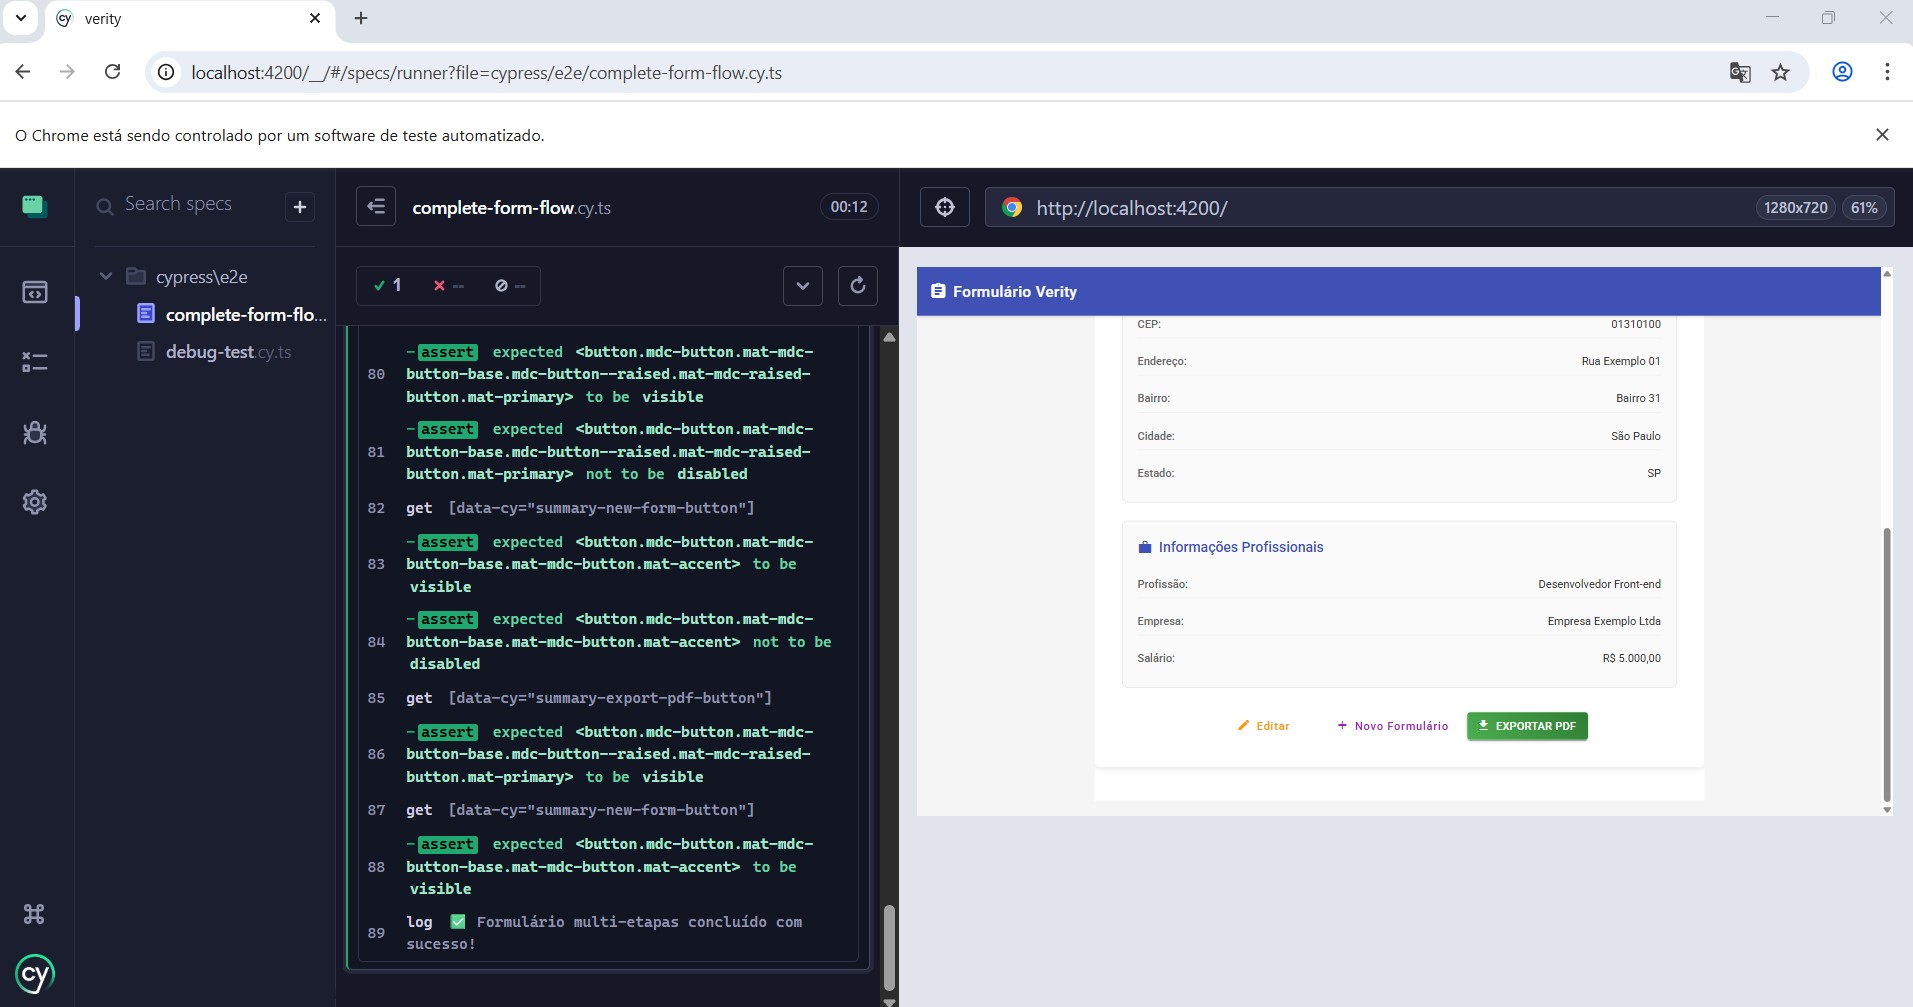 verity
localhost:4200/__/#/specs/runner?file=cypress/e2e/complete-form-flow.cy.ts
O Chrome está sendo controlado por um software de teste automatizado.
Search specs
cypress\e2e
complete-form-flo...
debug-test.cy.ts
cy
complete-form-flow.cy.ts
00:12
1 -- --
80 -assert expected <button.mdc-button.mat-mdc-
button-base.mdc-button--raised.mat-mdc-raised-
button.mat-primary> to be visible
81 -assert expected <button.mdc-button.mat-mdc-
button-base.mdc-button--raised.mat-mdc-raised-
button.mat-primary> not to be disabled
82 get [data-cy="summary-new-form-button"]
83 -assert expected <button.mdc-button.mat-mdc-
button-base.mat-mdc-button.mat-accent> to be
visible
84 -assert expected <button.mdc-button.mat-mdc-
button-base.mat-mdc-button.mat-accent> not to be
disabled
85 get [data-cy="summary-export-pdf-button"]
86 -assert expected <button.mdc-button.mat-mdc-
button-base.mdc-button--raised.mat-mdc-raised-
button.mat-primary> to be visible
87 get [data-cy="summary-new-form-button"]
88 -assert expected <button.mdc-button.mat-mdc-
button-base.mat-mdc-button.mat-accent> to be
visible
89 log ✅ Formulário multi-etapas concluído com
sucesso!
http://localhost:4200/
1280x720 61%
Formulário Verity
CEP: 01310100
Endereço: Rua Exemplo 01
Bairro: Bairro 31
Cidade: São Paulo
Estado: SP
Informações Profissionais
Profissão: Desenvolvedor Front-end
Empresa: Empresa Exemplo Ltda
Salário: R$ 5.000,00
Editar
+ Novo Formulário
EXPORTAR PDF